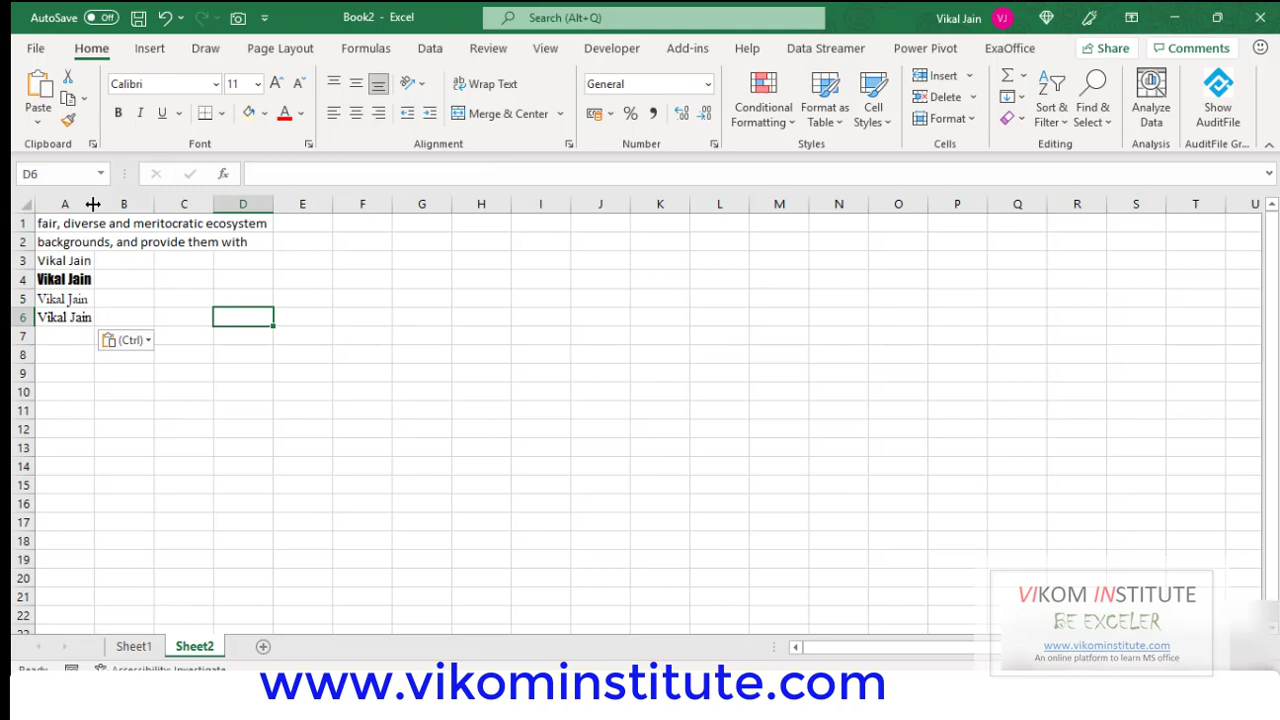 AutoSave Off Book2 - Excel Search (Alt+Q) Vikal Jain VJ
File Home Insert Draw Page Layout Formulas Data Review View Developer Add-ins Help Data Streamer Power Pivot ExaOffice Share Comments
Paste Calibri 11 Wrap Text General Conditional Formatting Format as Table Cell Styles Insert Sort & Filter Find & Select Analyze Data Show AuditFile
B I U Merge & Center % Delete
Format
Clipboard Font Alignment Number Styles Cells Editing Analysis AuditFile Gr...
D6 fx
A B C D E F G H I J K L M N O P Q R S T U
1 fair, diverse and meritocratic ecosystem
2 backgrounds, and provide them with
3 Vikal Jain
4 Vikal Jain
5 Vikal Jain
6 Vikal Jain
7 (Ctrl)
8
9
10
11
12
13
14
15
16
17
18
19
20
21
22
VIKOM INSTITUTE
BE EXCELER
www.vikominstitute.com
An online platform to learn MS office
Sheet1 Sheet2
www.vikominstitute.com